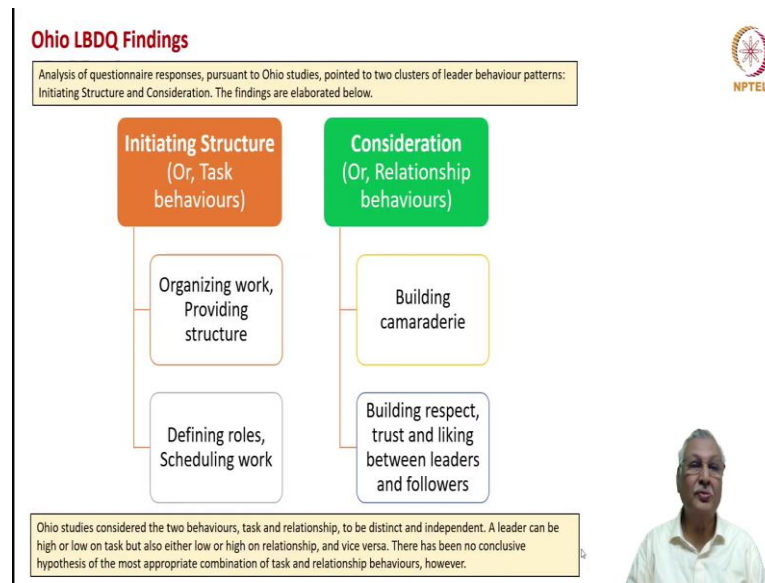 Ohio LBDQ Findings
NPTEL
Analysis of questionnaire responses, pursuant to Ohio studies, pointed to two clusters of leader behaviour patterns:
Initiating Structure and Consideration. The findings are elaborated below.
Initiating Structure
(Or, Task
behaviours)
Organizing work,
Providing
structure
Defining roles,
Scheduling work
Consideration
(Or, Relationship
behaviours)
Building
camaraderie
Building respect,
trust and liking
between leaders
and followers
Ohio studies considered the two behaviours, task and relationship, to be distinct and independent. A leader can be
high or low on task but also either low or high on relationship, and vice versa. There has been no conclusive
hypothesis of the most appropriate combination of task and relationship behaviours, however.